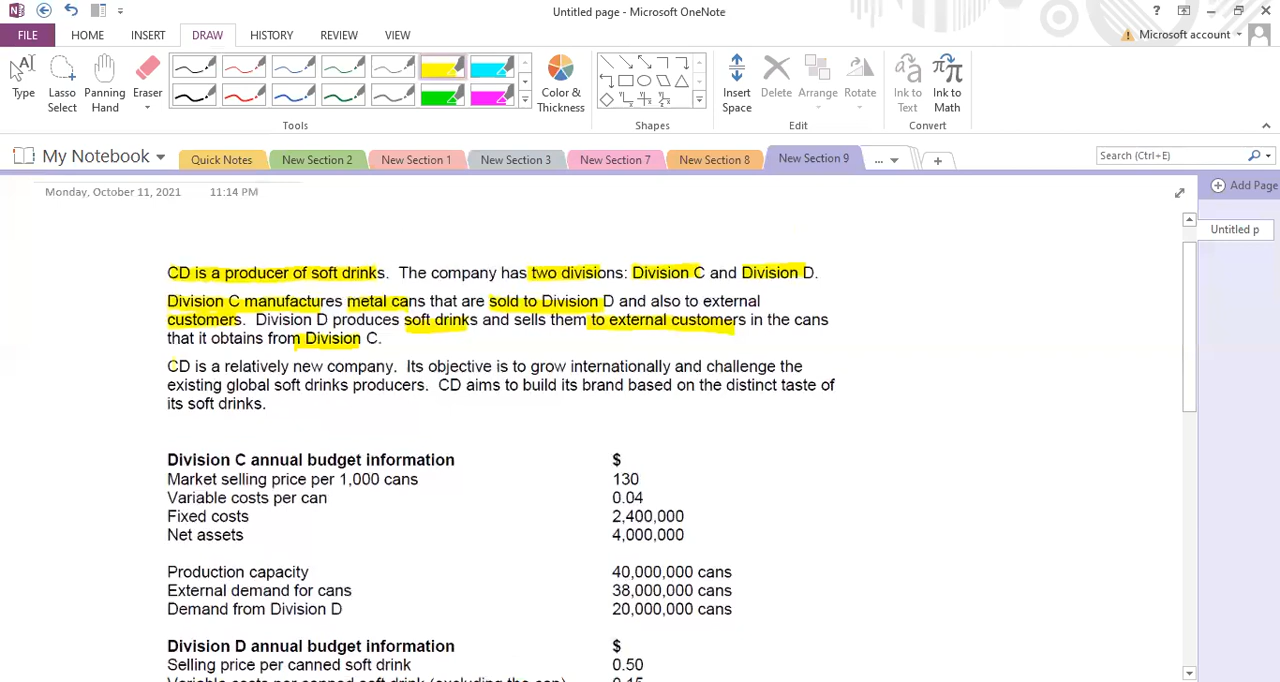 Untitled page - Microsoft OneNote
FILE HOME INSERT DRAW HISTORY REVIEW VIEW
Microsoft account
Type
Lasso Select
Panning Hand
Eraser
Color & Thickness
Insert Space
Delete
Arrange
Rotate
Ink to Text
Ink to Math
Tools Shapes Edit Convert
My Notebook Quick Notes New Section 2 New Section 1 New Section 3 New Section 7 New Section 8 New Section 9 ... Search (Ctrl+E)
Add Page
Monday, October 11, 2021 11:14 PM
Untitled p
CD is a producer of soft drinks. The company has two divisions: Division C and Division D.
Division C manufactures metal cans that are sold to Division D and also to external
customers. Division D produces soft drinks and sells them to external customers in the cans
that it obtains from Division C.
CD is a relatively new company. Its objective is to grow internationally and challenge the
existing global soft drinks producers. CD aims to build its brand based on the distinct taste of
its soft drinks.
Division C annual budget information $
Market selling price per 1,000 cans 130
Variable costs per can 0.04
Fixed costs 2,400,000
Net assets 4,000,000
Production capacity 40,000,000 cans
External demand for cans 38,000,000 cans
Demand from Division D 20,000,000 cans
Division D annual budget information $
Selling price per canned soft drink 0.50
Variable costs per canned soft drink (excluding the can) 0.15